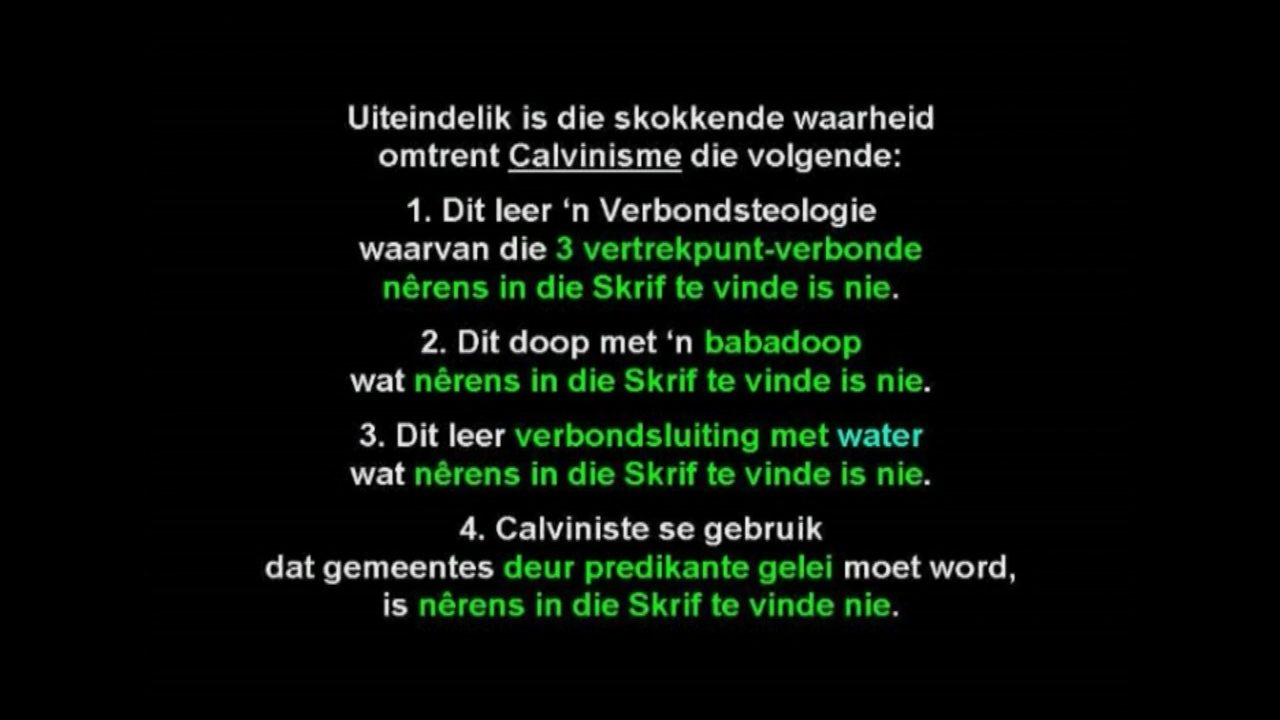 Uiteindelik is die skokkende waarheid
omtrent Calvinisme die volgende:
1. Dit leer ‘n Verbondsteologie
waarvan die 3 vertrekpunt-verbonde
nêrens in die Skrif te vinde is nie.
2. Dit doop met ‘n babadoop
wat nêrens in die Skrif te vinde is nie.
3. Dit leer verbondsluiting met water
wat nêrens in die Skrif te vinde is nie.
4. Calviniste se gebruik
dat gemeentes deur predikante gelei moet word,
is nêrens in die Skrif te vinde nie.